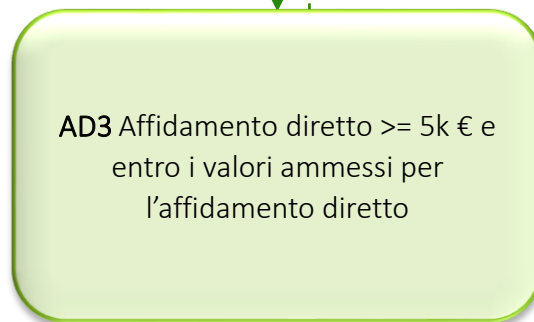 AD3 Affidamento diretto >= 5k € e
entro i valori ammessi per
l’affidamento diretto